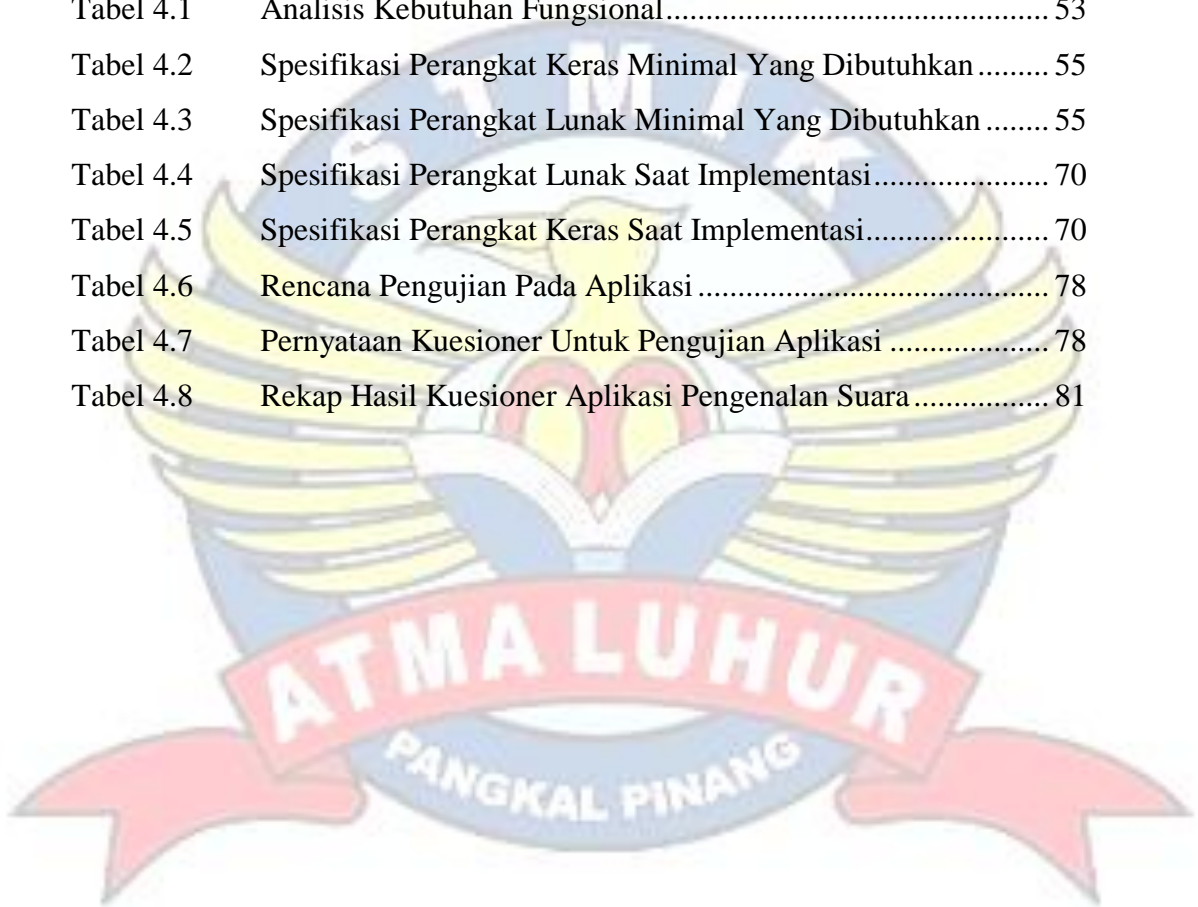 Tabel 4.1 Analisis Kebutuhan Fungsional..................................... 53
Tabel 4.2 Spesifikasi Perangkat Keras Minimal Yang Dibutuhkan ......... 55
Tabel 4.3 Spesifikasi Perangkat Lunak Minimal Yang Dibutuhkan ........ 55
Tabel 4.4 Spesifikasi Perangkat Lunak Saat Implementasi..................... 70
Tabel 4.5 Spesifikasi Perangkat Keras Saat Implementasi...................... 70
Tabel 4.6 Rencana Pengujian Pada Aplikasi .......................................... 78
Tabel 4.7 Pernyataan Kuesioner Untuk Pengujian Aplikasi ................... 78
Tabel 4.8 Rekap Hasil Kuesioner Aplikasi Pengenalan Suara................ 81
STMIK
ATMA LUHUR
PANGKAL PINANG